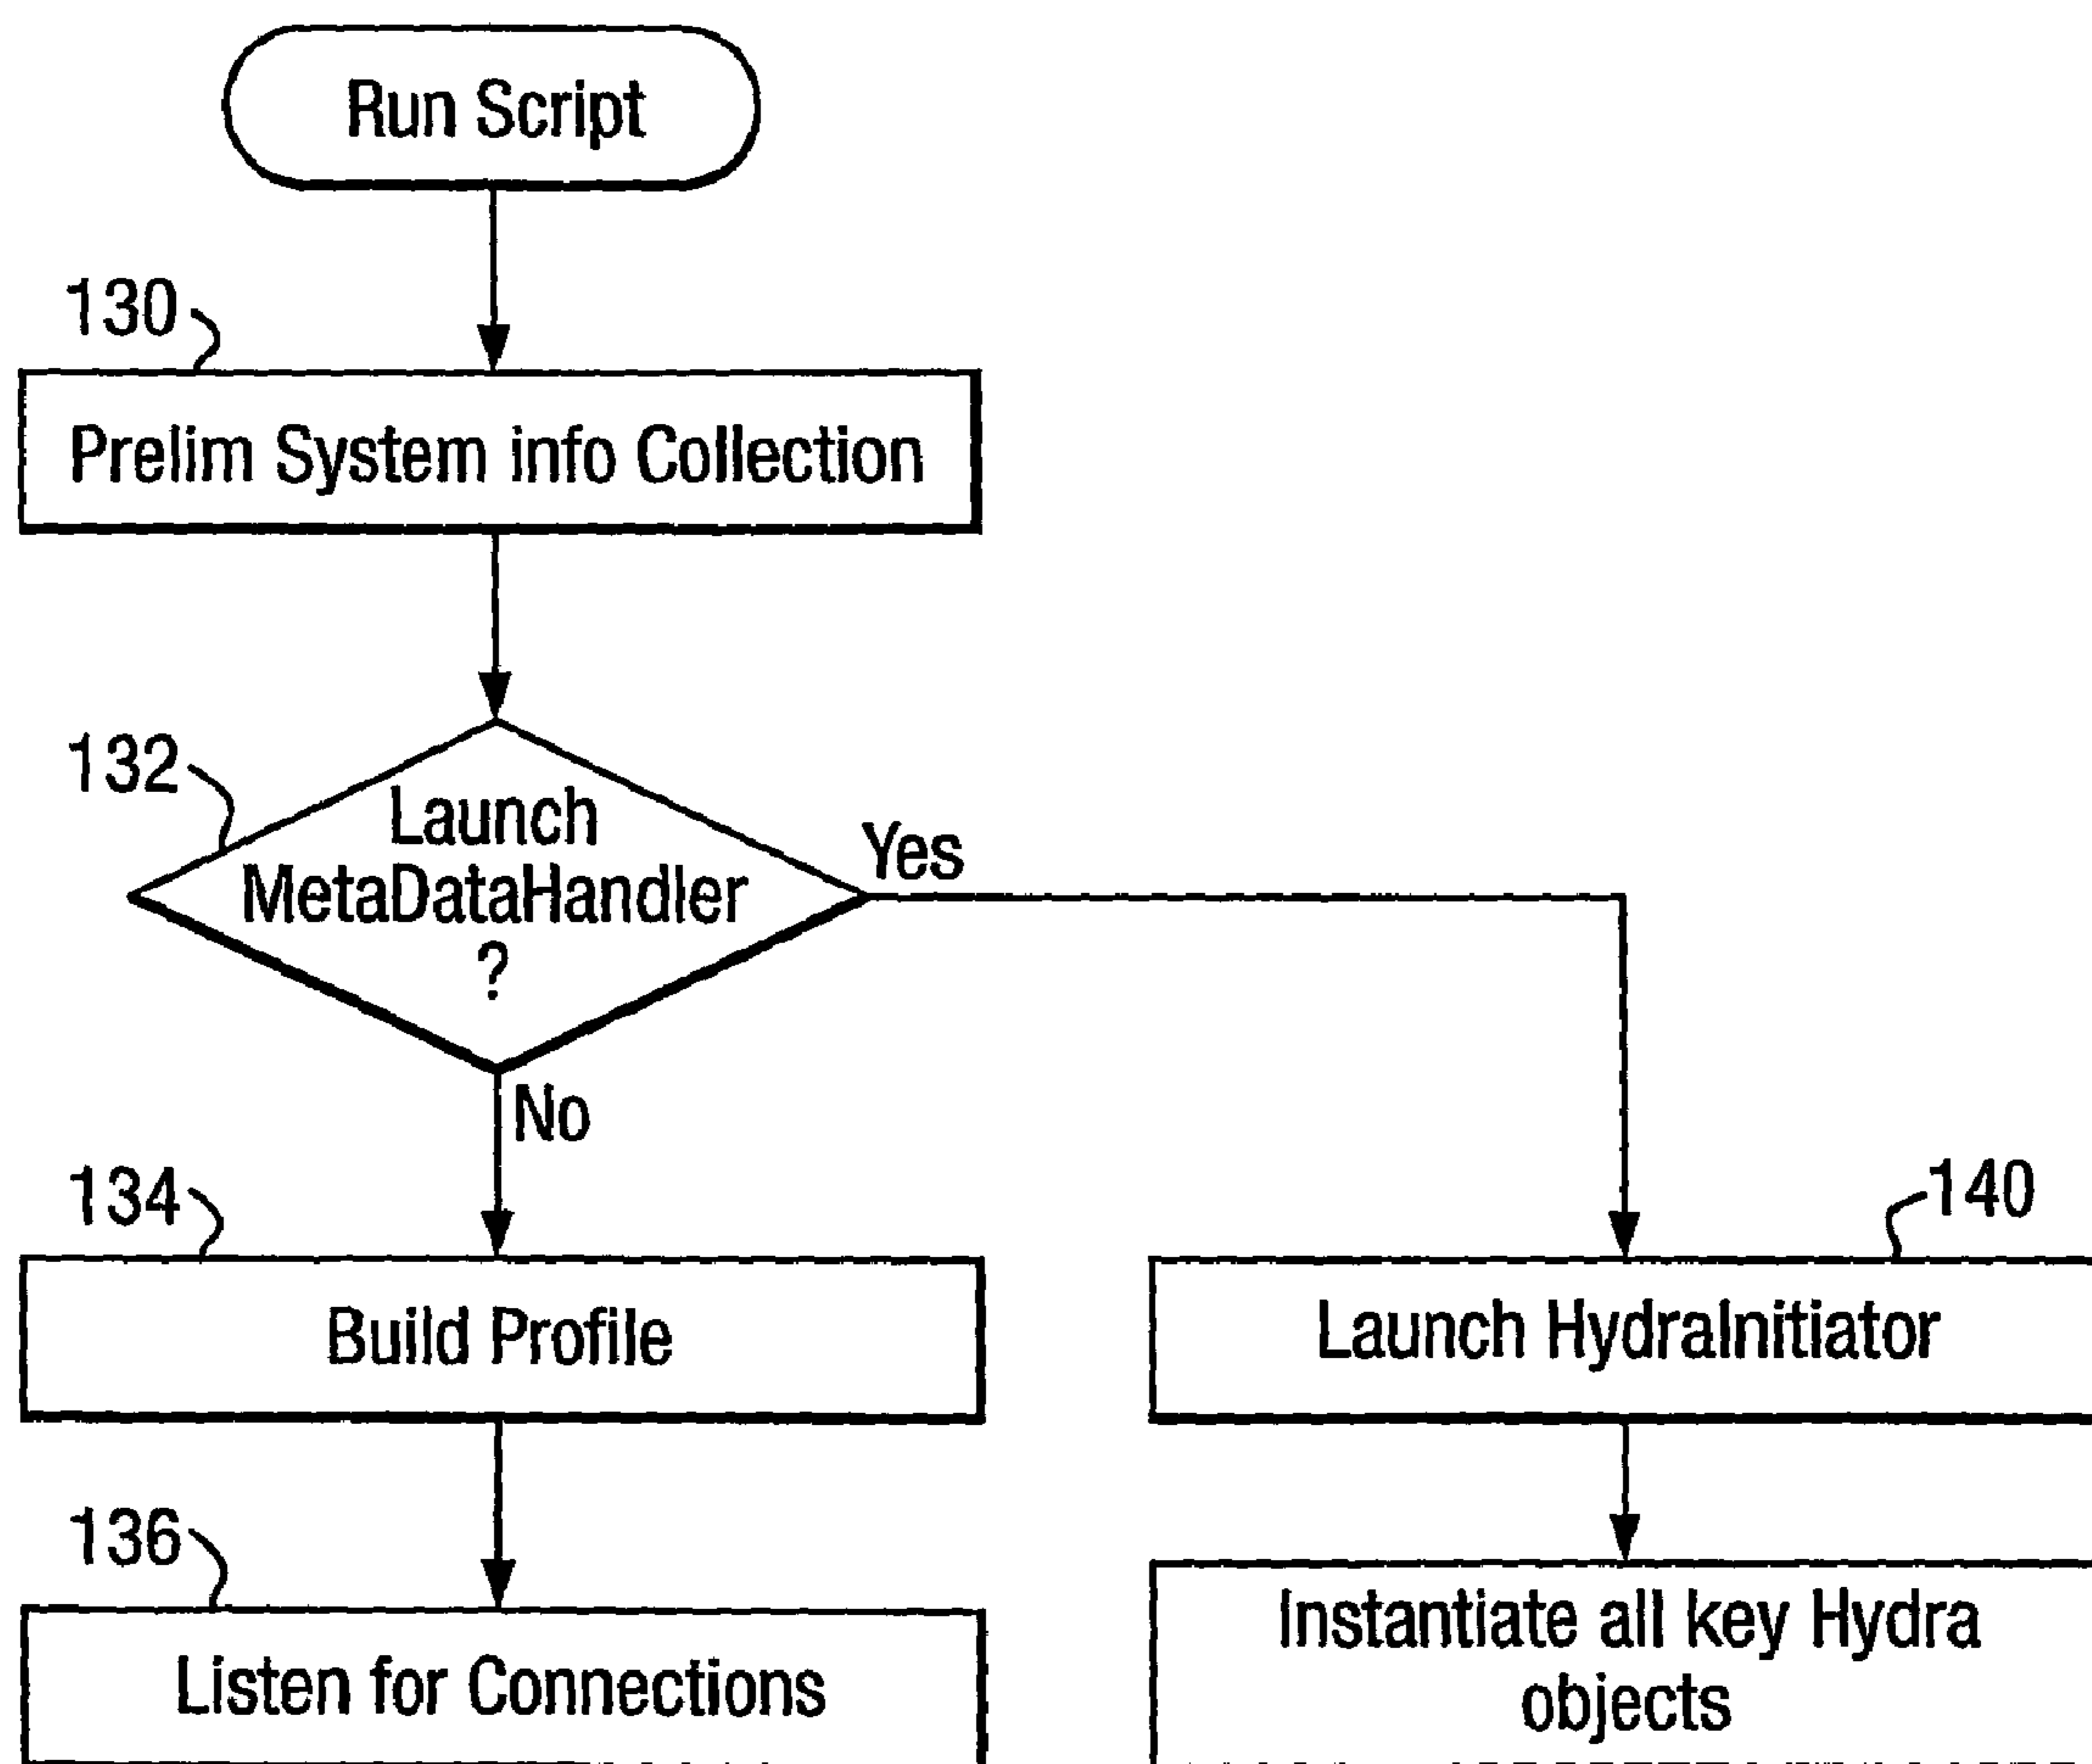 Run Script
130
Prelim System info Collection
132
Launch
MetaDataHandler
?
Yes
No
134
140
Build Profile
Launch HydraInitiator
136
Listen for Connections
Instantiate all key Hydra
objects